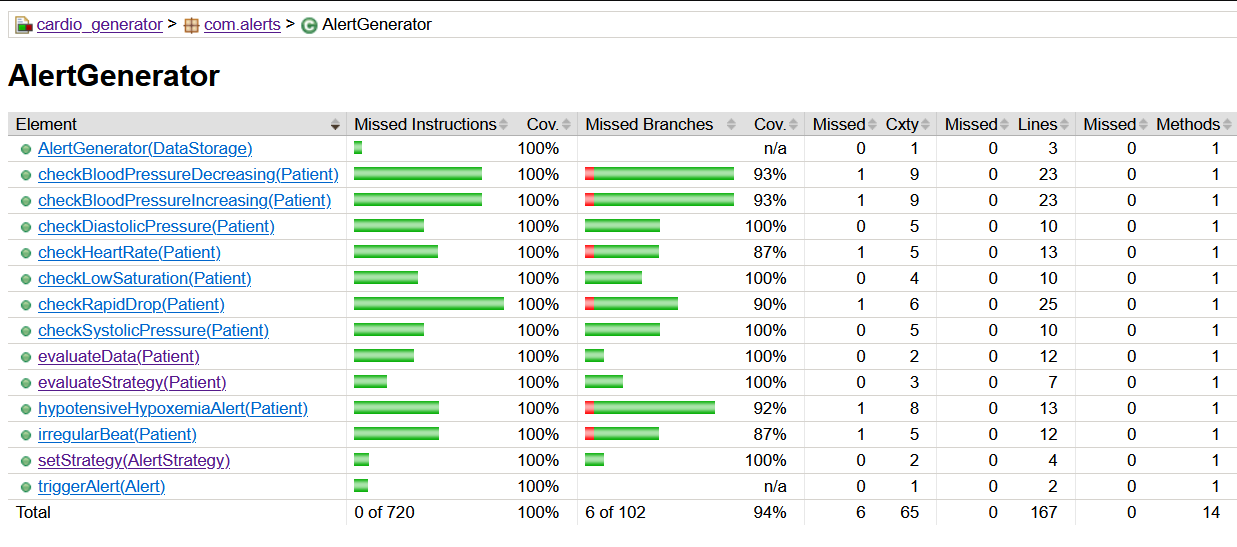 cardio_generator > com.alerts > AlertGenerator
AlertGenerator
Element Missed Instructions Cov. Missed Branches Cov. Missed Cxty Missed Lines Missed Methods
AlertGenerator(DataStorage) 100% n/a 0 1 0 3 0 1
checkBloodPressureDecreasing(Patient) 100% 93% 1 9 0 23 0 1
checkBloodPressureIncreasing(Patient) 100% 93% 1 9 0 23 0 1
checkDiastolicPressure(Patient) 100% 100% 0 5 0 10 0 1
checkHeartRate(Patient) 100% 87% 1 5 0 13 0 1
checkLowSaturation(Patient) 100% 100% 0 4 0 10 0 1
checkRapidDrop(Patient) 100% 90% 1 6 0 25 0 1
checkSystolicPressure(Patient) 100% 100% 0 5 0 10 0 1
evaluateData(Patient) 100% 100% 0 2 0 12 0 1
evaluateStrategy(Patient) 100% 100% 0 3 0 7 0 1
hypotensiveHypoxemiaAlert(Patient) 100% 92% 1 8 0 13 0 1
irregularBeat(Patient) 100% 87% 1 5 0 12 0 1
setStrategy(AlertStrategy) 100% 100% 0 2 0 4 0 1
triggerAlert(Alert) 100% n/a 0 1 0 2 0 1
Total 0 of 720 100% 6 of 102 94% 6 65 0 167 0 14